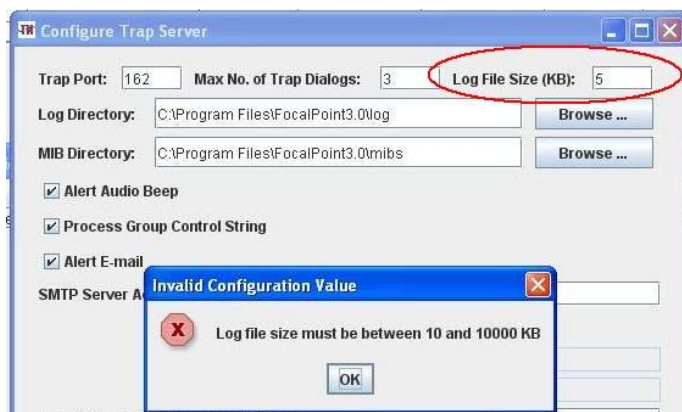 Configure Trap Server
Trap Port: 162 Max No. of Trap Dialogs: 3 Log File Size (KB): 5
Log Directory: C:\Program Files\FocalPoint3.0\log Browse ...
MIB Directory: C:\Program Files\FocalPoint3.0\mibs Browse ...
Alert Audio Beep
Process Group Control String
Alert E-mail
SMTP Server A
Invalid Configuration Value
Log file size must be between 10 and 10000 KB
OK